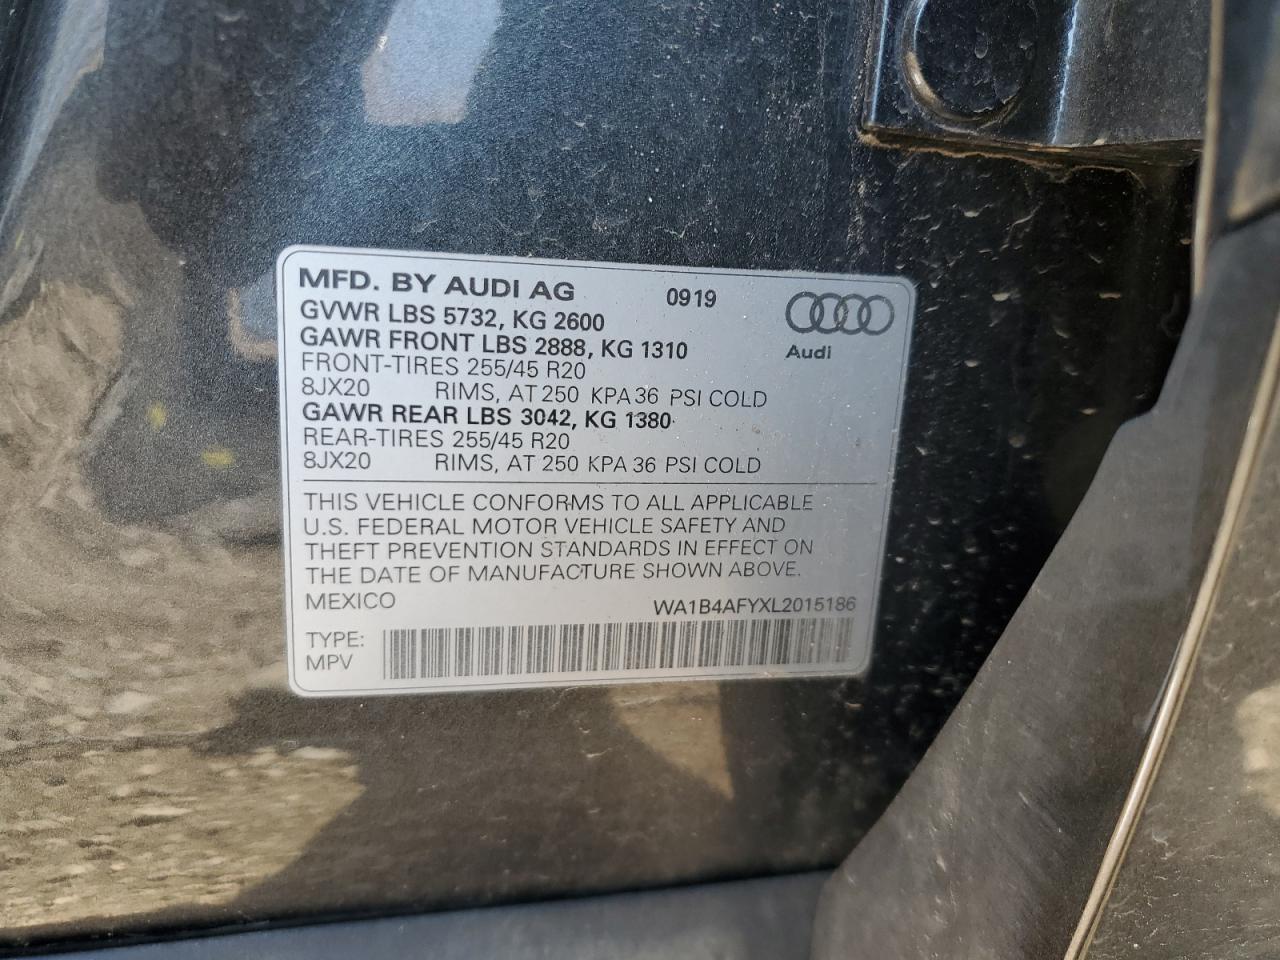 MFD. BY AUDI AG 0919
GVWR LBS 5732, KG 2600
GAWR FRONT LBS 2888, KG 1310
Audi
FRONT-TIRES 255/45 R20
8JX20 RIMS, AT 250 KPA 36 PSI COLD
GAWR REAR LBS 3042, KG 1380
REAR-TIRES 255/45 R20
8JX20 RIMS, AT 250 KPA 36 PSI COLD
THIS VEHICLE CONFORMS TO ALL APPLICABLE
U.S. FEDERAL MOTOR VEHICLE SAFETY AND
THEFT PREVENTION STANDARDS IN EFFECT ON
THE DATE OF MANUFACTURE SHOWN ABOVE.
MEXICO WA1B4AFYXL2015186
TYPE:
MPV